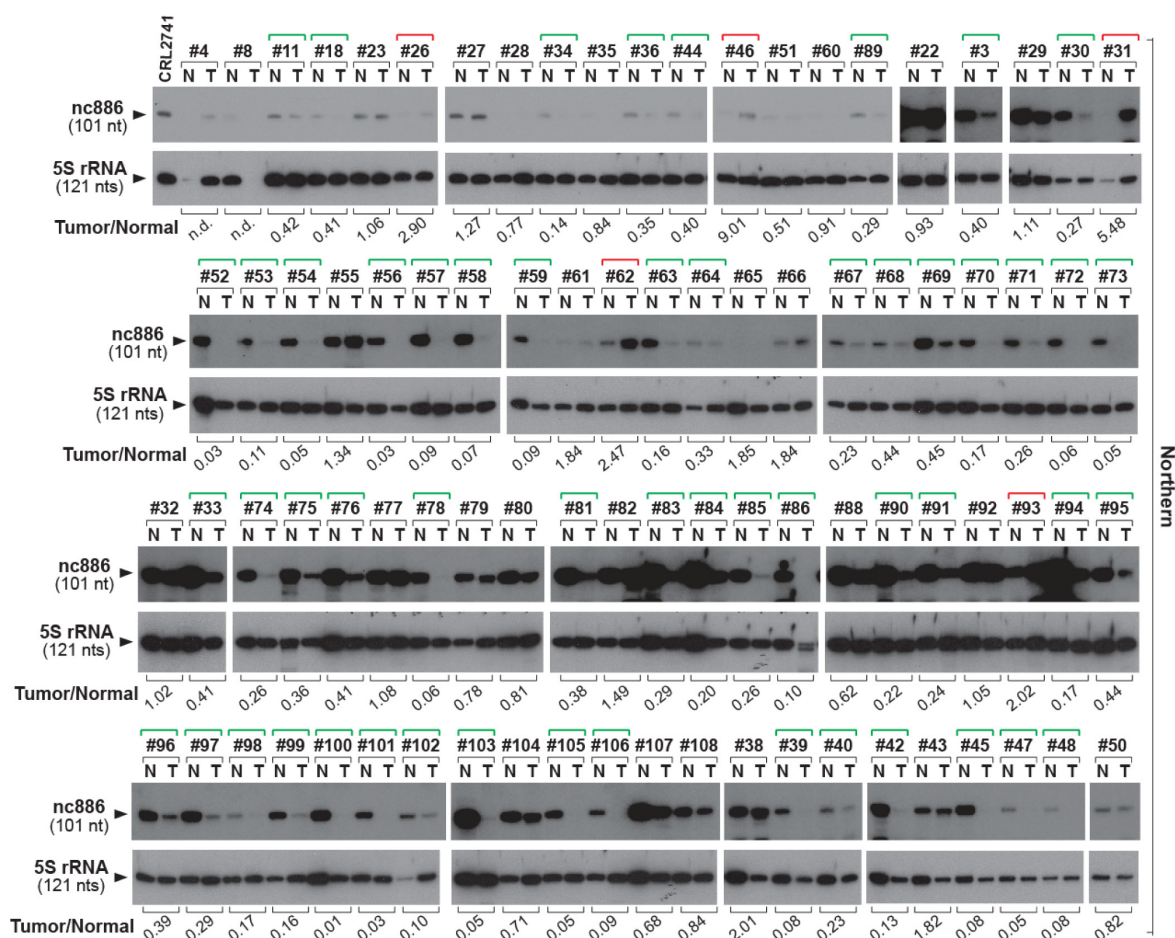 CRL2741
#4 #8 #11 #18 #23 #26 #27 #28 #34 #35 #36 #44 #46 #51 #60 #89 #22 #3 #29 #30 #31
N T N T N T N T N T N T N T N T N T N T N T N T N T N T N T N T N T N T N T N T N T
nc886
(101 nt)
5S rRNA
(121 nts)
Tumor/Normal n.d. n.d. 0.42 0.41 1.06 2.90 1.27 0.77 0.14 0.84 0.35 0.40 9.01 0.51 0.91 0.29 0.93 0.40 1.11 0.27 5.48
#52 #53 #54 #55 #56 #57 #58 #59 #61 #62 #63 #64 #65 #66 #67 #68 #69 #70 #71 #72 #73
N T N T N T N T N T N T N T N T N T N T N T N T N T N T N T N T N T N T N T N T N T
nc886
(101 nt)
5S rRNA
(121 nts)
Tumor/Normal 0.03 0.11 0.05 1.34 0.03 0.09 0.07 0.09 1.84 2.47 0.16 0.33 1.85 1.84 0.23 0.44 0.45 0.17 0.26 0.06 0.05
Northern
#32 #33 #74 #75 #76 #77 #78 #79 #80 #81 #82 #83 #84 #85 #86 #88 #90 #91 #92 #93 #94 #95
N T N T N T N T N T N T N T N T N T N T N T N T N T N T N T N T N T N T N T N T N T N T
nc886
(101 nt)
5S rRNA
(121 nts)
Tumor/Normal 1.02 0.41 0.26 0.36 0.41 1.08 0.06 0.78 0.81 0.38 1.49 0.29 0.20 0.26 0.10 0.62 0.22 0.24 1.05 2.02 0.17 0.44
#96 #97 #98 #99 #100 #101 #102 #103 #104 #105 #106 #107 #108 #38 #39 #40 #42 #43 #45 #47 #48 #50
N T N T N T N T N T N T N T N T N T N T N T N T N T N T N T N T N T N T N T N T N T N T
nc886
(101 nt)
5S rRNA
(121 nts)
Tumor/Normal 0.39 0.29 0.17 0.16 0.01 0.03 0.10 0.05 0.71 0.05 0.09 0.68 0.84 2.01 0.08 0.23 0.13 1.82 0.08 0.05 0.08 0.82